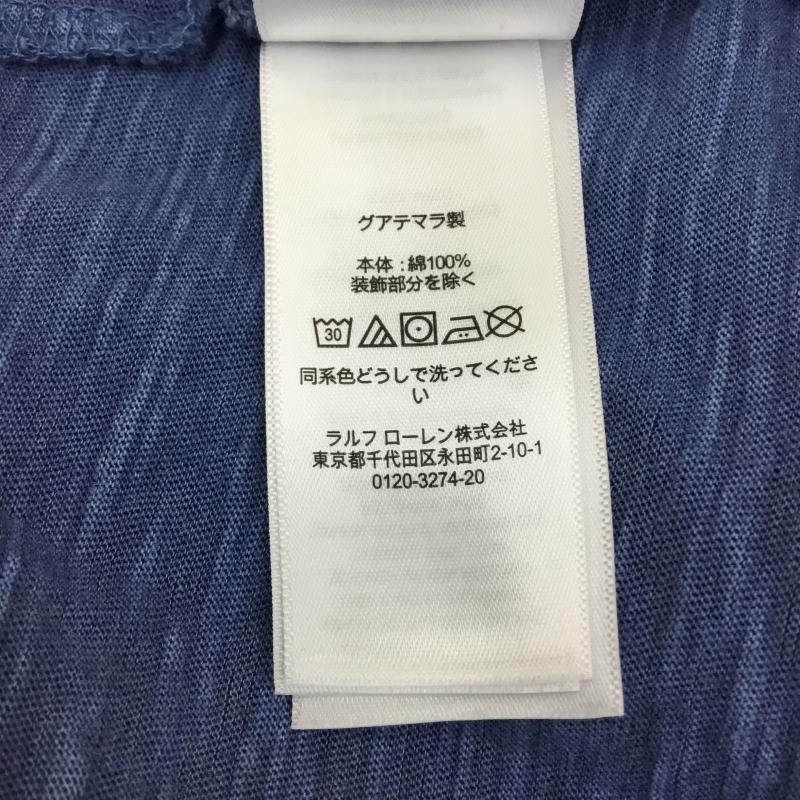 グアテマラ製
本体 : 綿100%
装飾部分を除く
30
同系色どうしで洗ってくださ
い
ラルフ ローレン株式会社
東京都千代田区永田町2-10-1
0120-3274-20